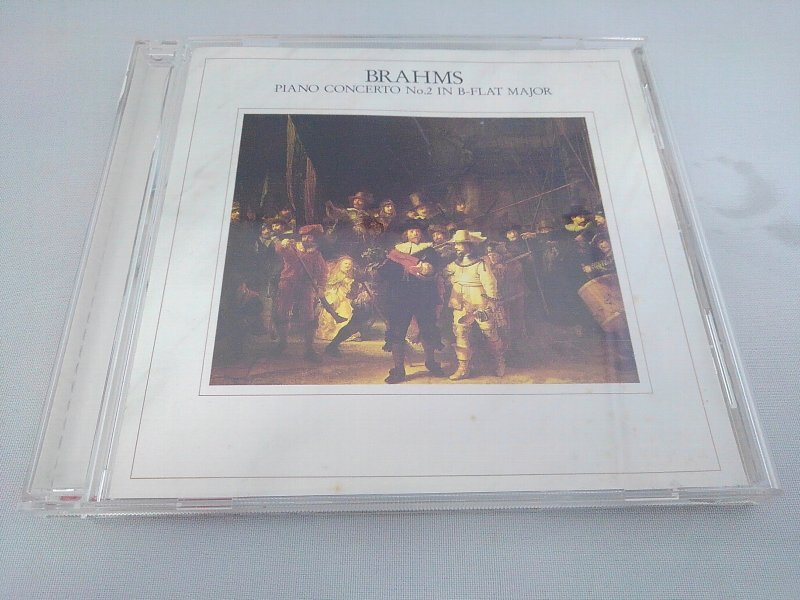 BRAHMS
PIANO CONCERTO No.2 IN B-FLAT MAJOR